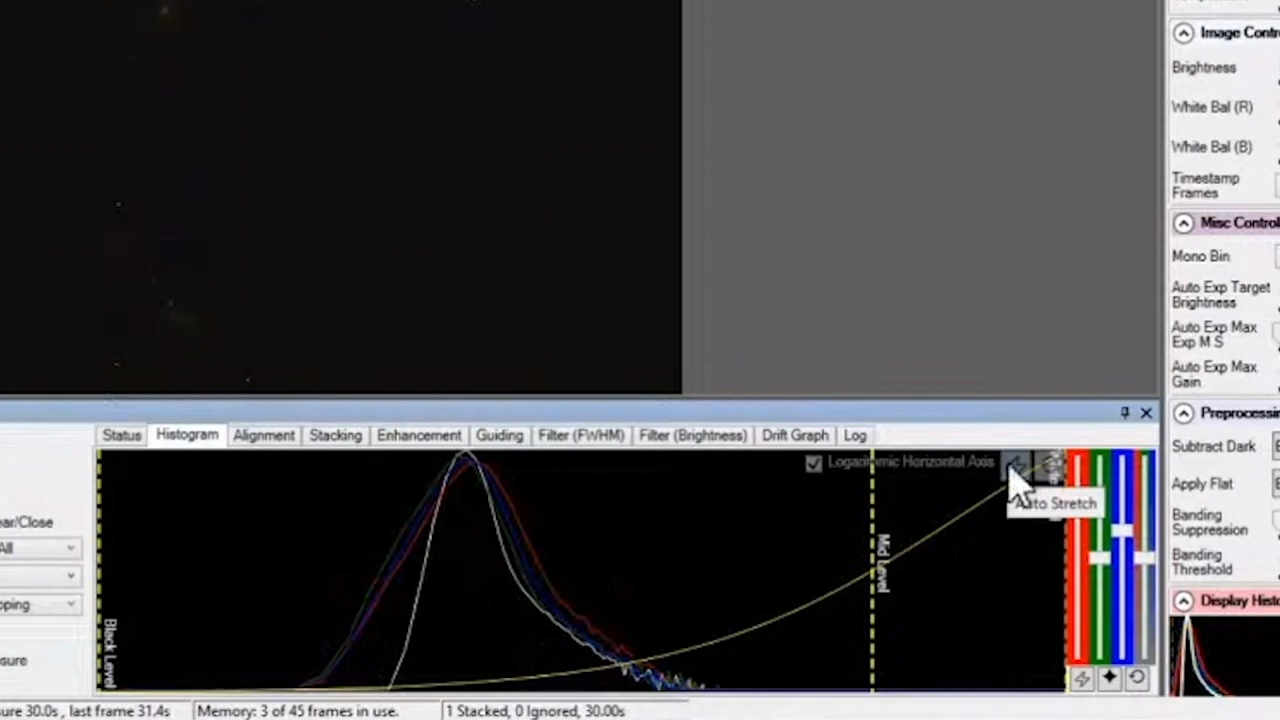 Image Contr
Brightness
White Bal (R)
White Bal (B)
Timestamp
Frames
Misc Control
Mono Bin
Auto Exp Target
Brightness
Auto Exp Max
Exp M S
Auto Exp Max
Gain
Preprocessin
Subtract Dark
Apply Flat
Banding
Suppression
Banding
Threshold
Display Histo
Status Histogram Alignment Stacking Enhancement Guiding Filter (FWHM) Filter (Brightness) Drift Graph Log
Logarithmic Horizontal Axis
Auto Stretch
Mid Level
Black Level
ear/Close
All
pping
sure
ure 30.0s , last frame 31.4s Memory: 3 of 45 frames in use. 1 Stacked, 0 Ignored, 30.00s